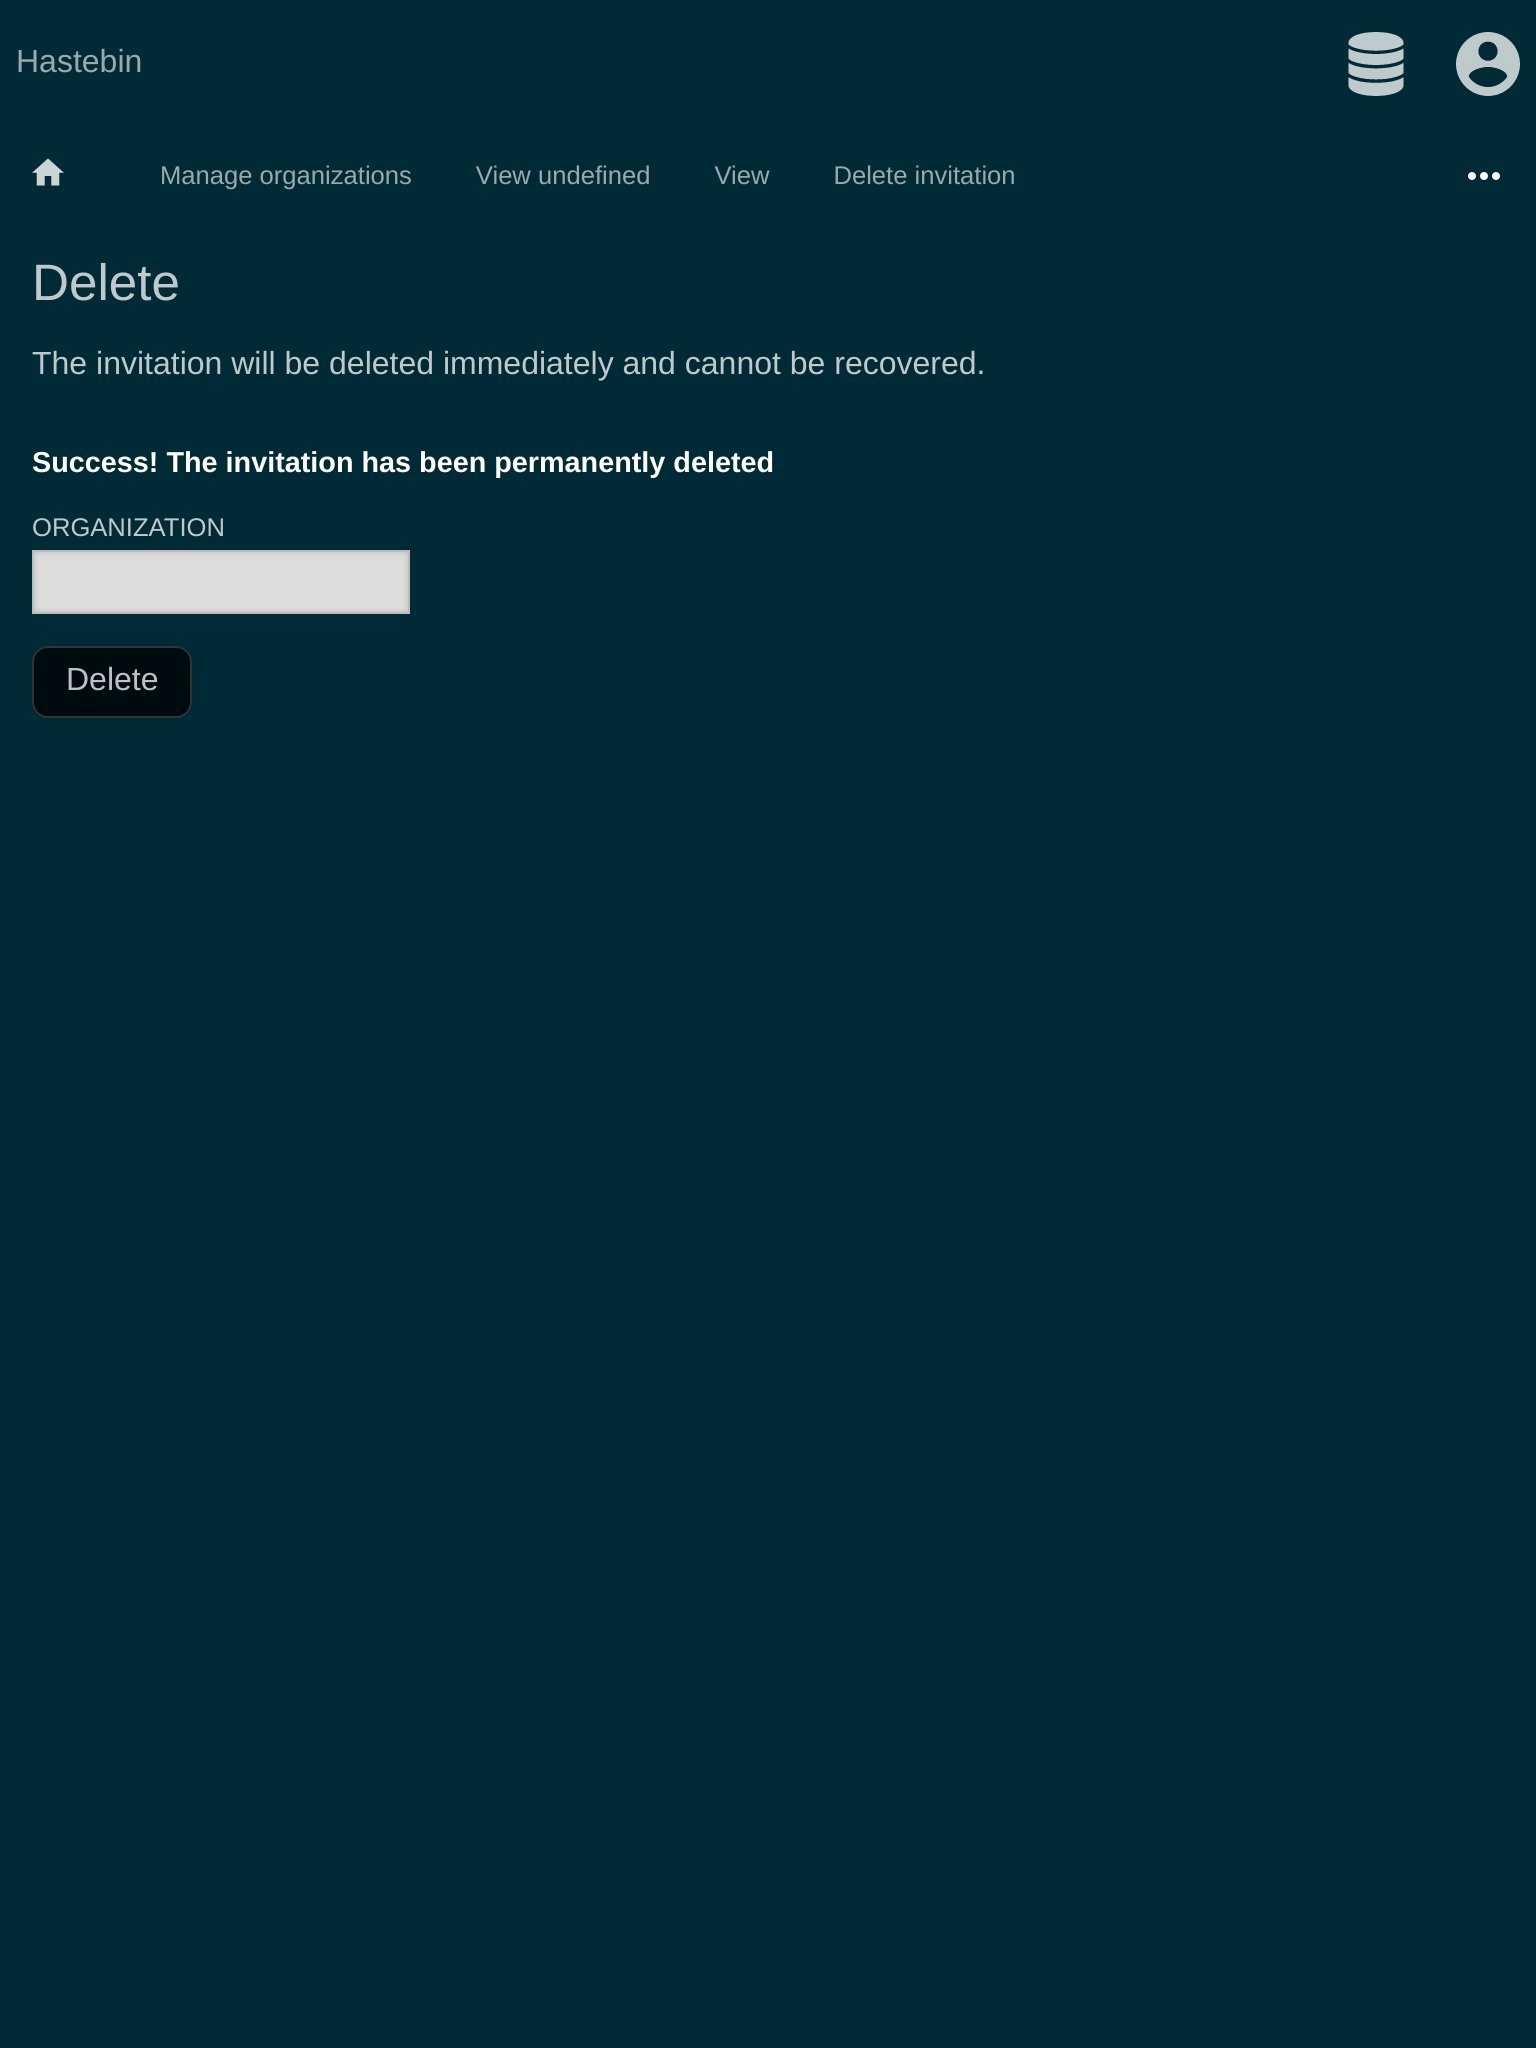 Hastebin
Manage organizations View undefined View Delete invitation
Delete
The invitation will be deleted immediately and cannot be recovered.
Success! The invitation has been permanently deleted
ORGANIZATION
Delete